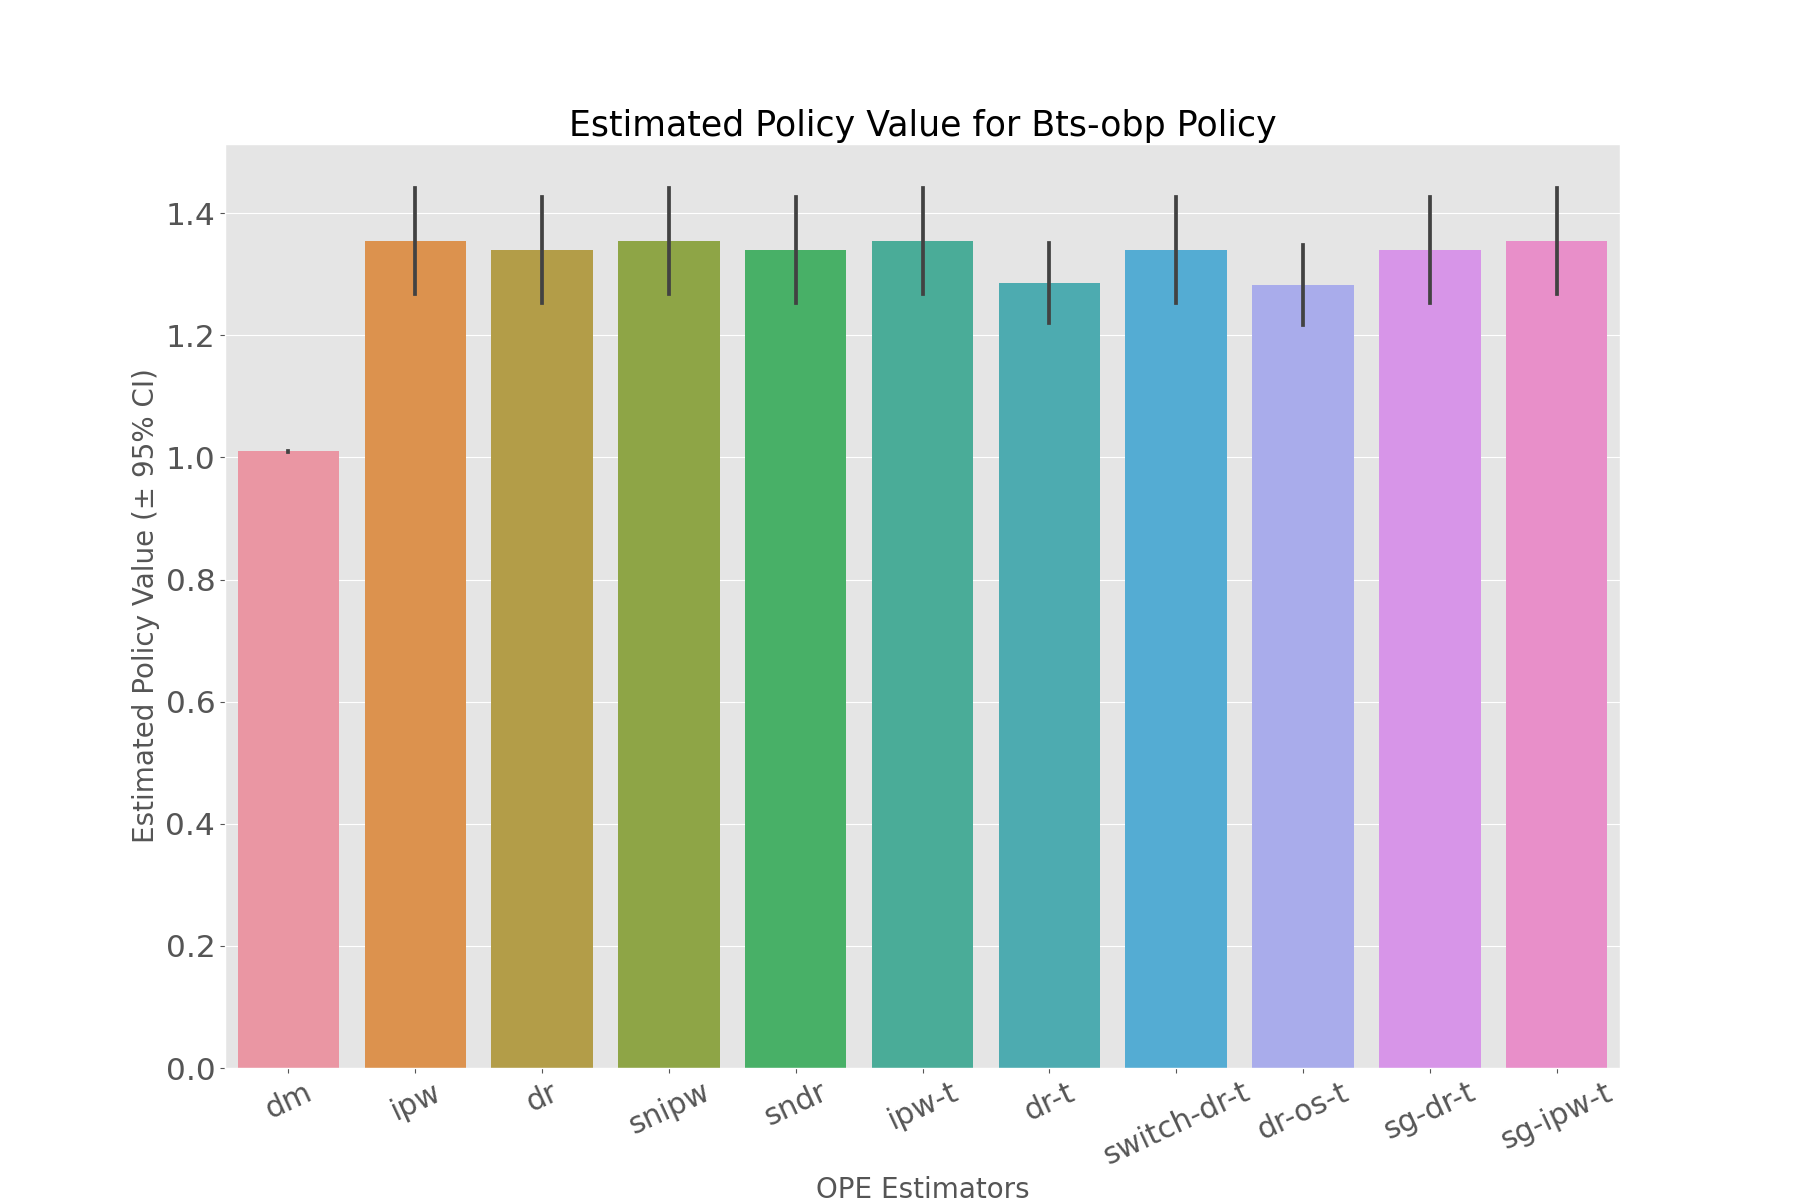 Estimated Policy Value for Bts-obp Policy
Estimated Policy Value (± 95% CI)
1.4
1.2
1.0
0.8
0.6
0.4
0.2
0.0
dm
ipw
dr
snipw
sndr
ipw-t
dr-t
switch-dr-t
dr-os-t
sg-dr-t
sg-ipw-t
OPE Estimators